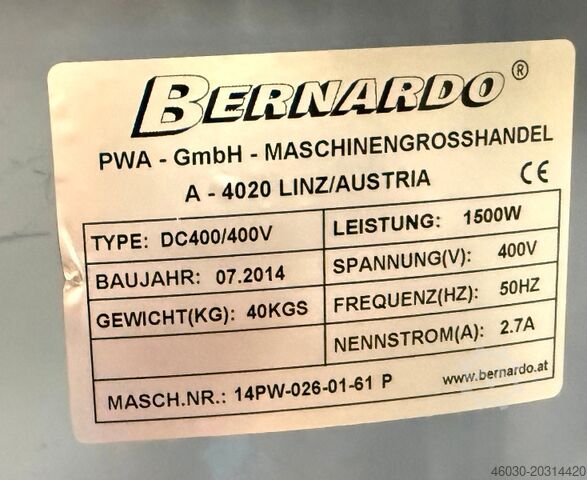 BERNARDO®
PWA - GmbH - MASCHINENGROSSHANDEL
A - 4020 LINZ/AUSTRIA
CE
TYPE: DC400/400V
LEISTUNG: 1500W
BAUJAHR: 07.2014
SPANNUNG(V): 400V
GEWICHT(KG): 40KGS
FREQUENZ(HZ): 50HZ
NENNSTROM(A): 2.7A
MASCH.NR.: 14PW-026-01-61 P
www.bernardo.at
46030-20314420